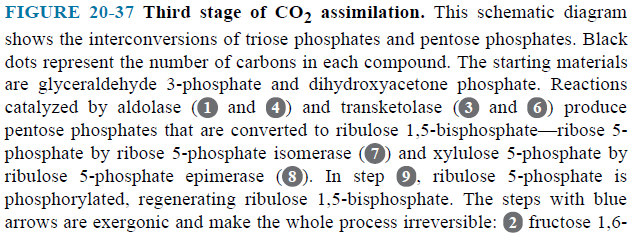 FIGURE 20-37 Third stage of CO2 assimilation. This schematic diagram
shows the interconversions of triose phosphates and pentose phosphates. Black
dots represent the number of carbons in each compound. The starting materials
are glyceraldehyde 3-phosphate and dihydroxyacetone phosphate. Reactions
catalyzed by aldolase (1 and 4) and transketolase (3 and 6) produce
pentose phosphates that are converted to ribulose 1,5-bisphosphate—ribose 5-
phosphate by ribose 5-phosphate isomerase (7) and xylulose 5-phosphate by
ribulose 5-phosphate epimerase (8). In step 9, ribulose 5-phosphate is
phosphorylated, regenerating ribulose 1,5-bisphosphate. The steps with blue
arrows are exergonic and make the whole process irreversible: 2 fructose 1,6-